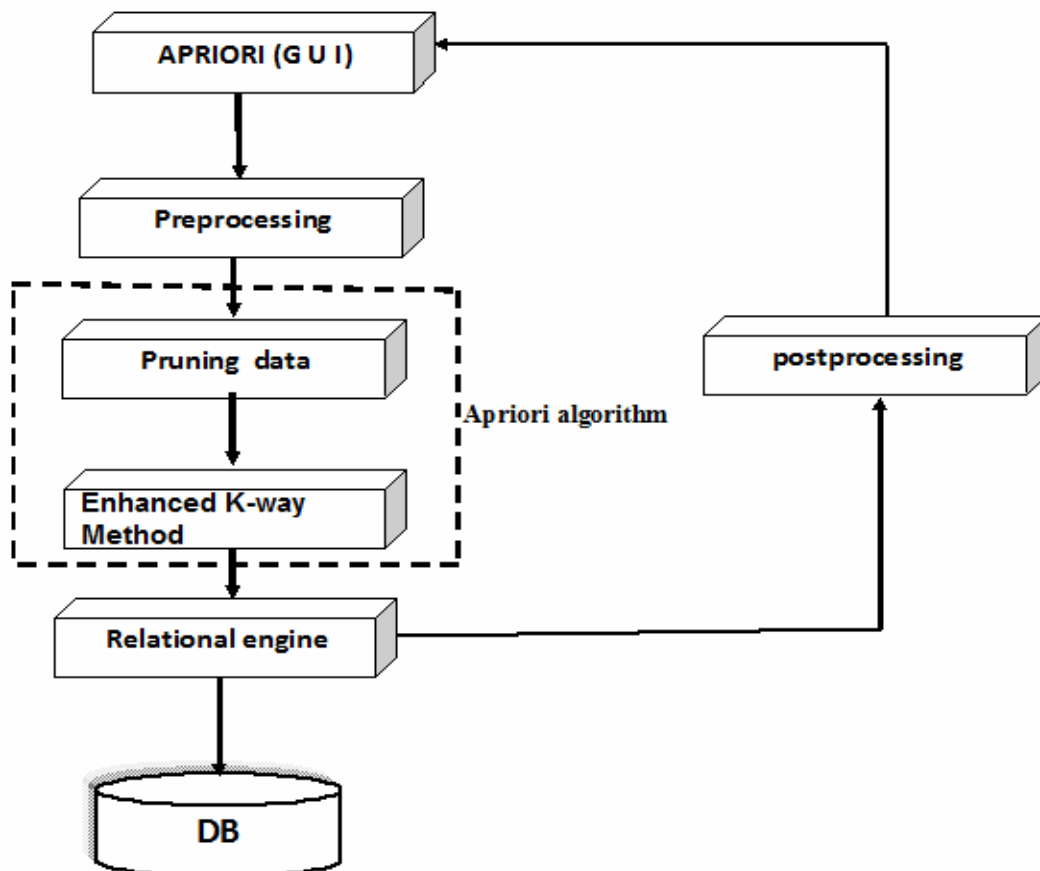 APRIORI (G U I)
Preprocessing
Pruning data
postprocessing
Apriori algorithm
Enhanced K-way
Method
Relational engine
DB